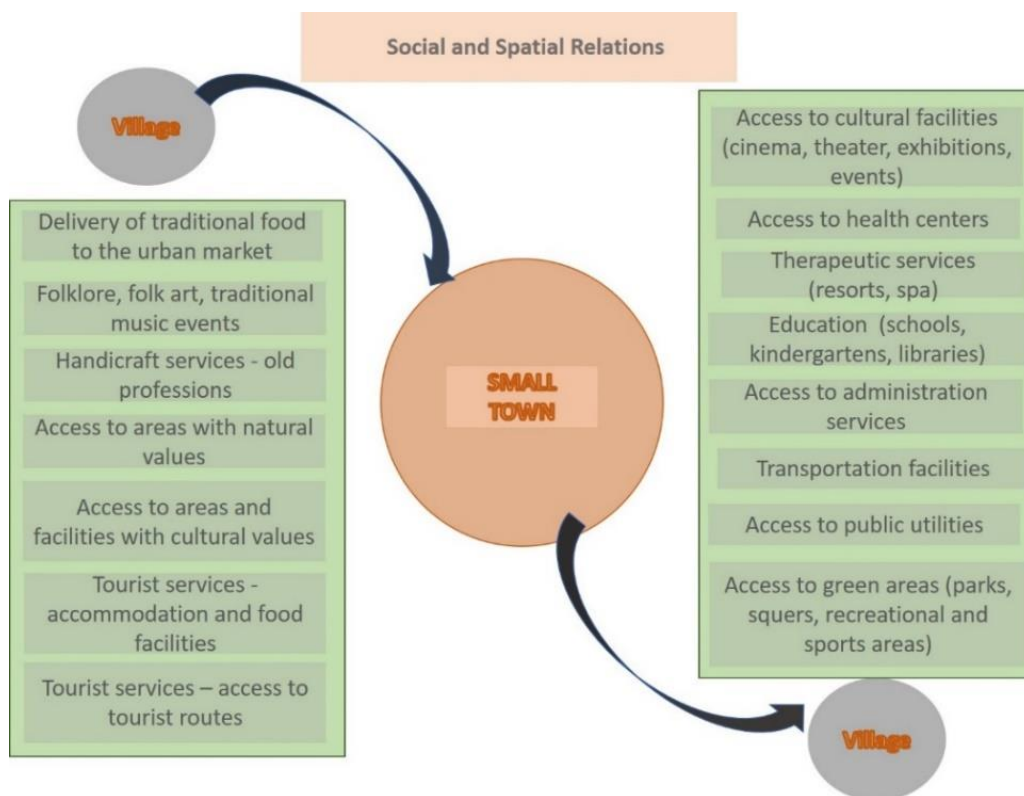 Social and Spatial Relations
Village
Delivery of traditional food
to the urban market
Folklore, folk art, traditional
music events
Handicraft services - old
professions
Access to areas with natural
values
Access to areas and
facilities with cultural values
Tourist services -
accommodation and food
facilities
Tourist services – access to
tourist routes
SMALL
TOWN
Access to cultural facilities
(cinema, theater, exhibitions,
events)
Access to health centers
Therapeutic services
(resorts, spa)
Education (schools,
kindergartens, libraries)
Access to administration
services
Transportation facilities
Access to public utilities
Access to green areas (parks,
squers, recreational and
sports areas)
Village